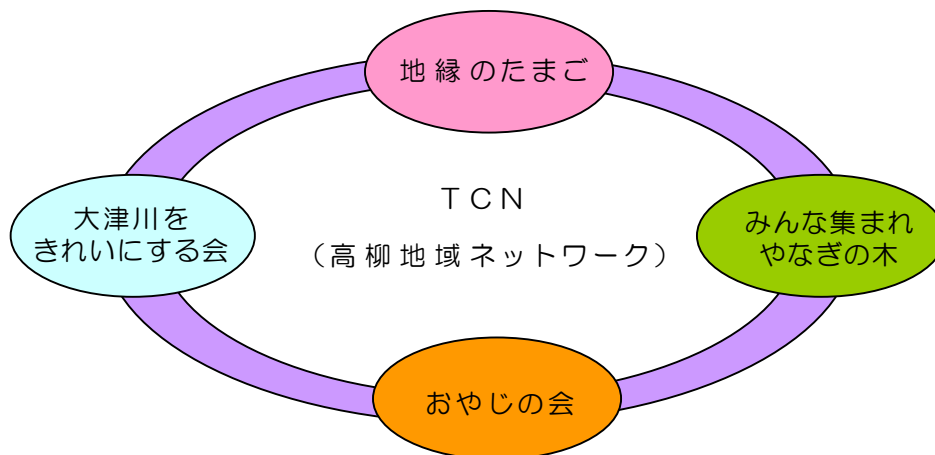 地縁のたまご
大津川を
きれいにする会
TCN
（高柳地域ネットワーク）
みんな集まれ
やなぎの木
おやじの会